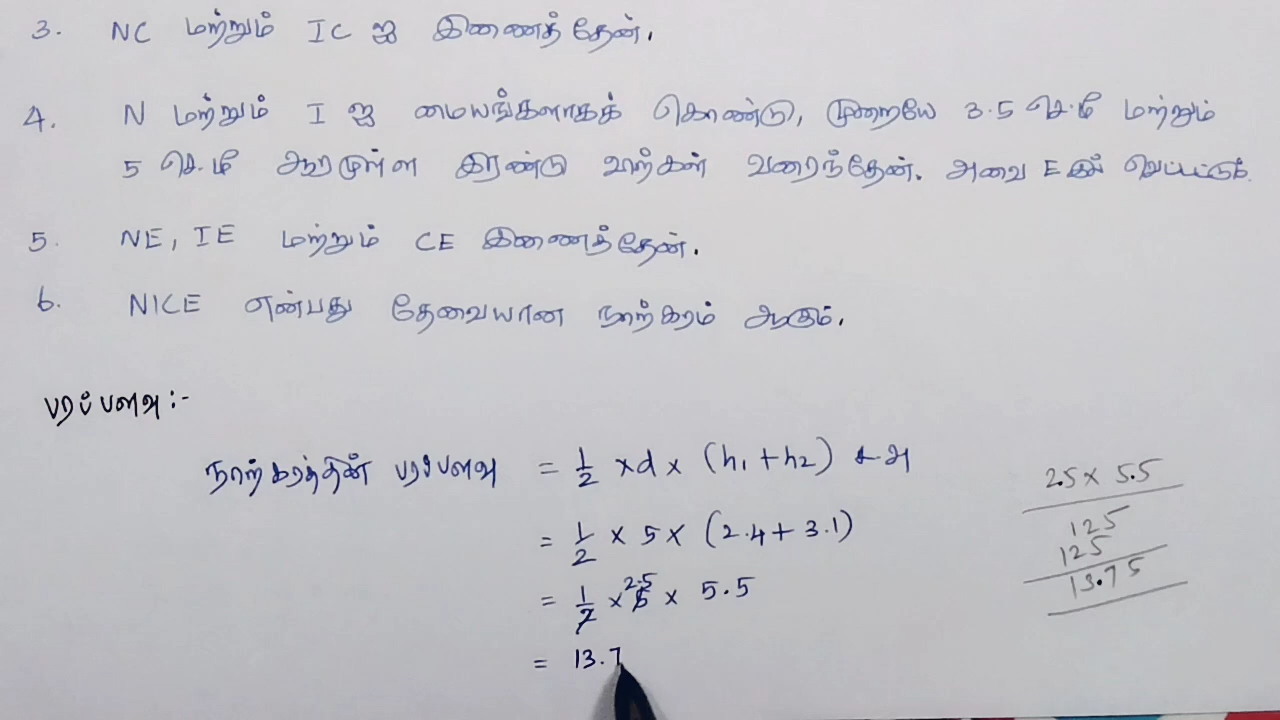 3. NC மற்றும் IC ஐ இணைத்தேன்.
4. N மற்றும் I ஐ மையங்களாகக் கொண்டு, முறையே 3.5 செ.மீ மற்றும்
5 செ.மீ ஆரமுள்ள இரண்டு விற்கள் வரைந்தேன். அவை E இல் வெட்டடும்.
5. NE, IE மற்றும் CE இணைத்தேன்.
6. NICE என்பது தேவையான நாற்கரம் ஆகும்.
பரப்பளவு :-
நாற்கரத்தின் பரப்பளவு = 1/2 × d × (h1 + h2) ச.அ
= 1/2 × 5 × (2.4 + 3.1)
= 1/2 × 5 2.5 × 5.5
= 13.7
2.5 × 5.5
125
125
13.75